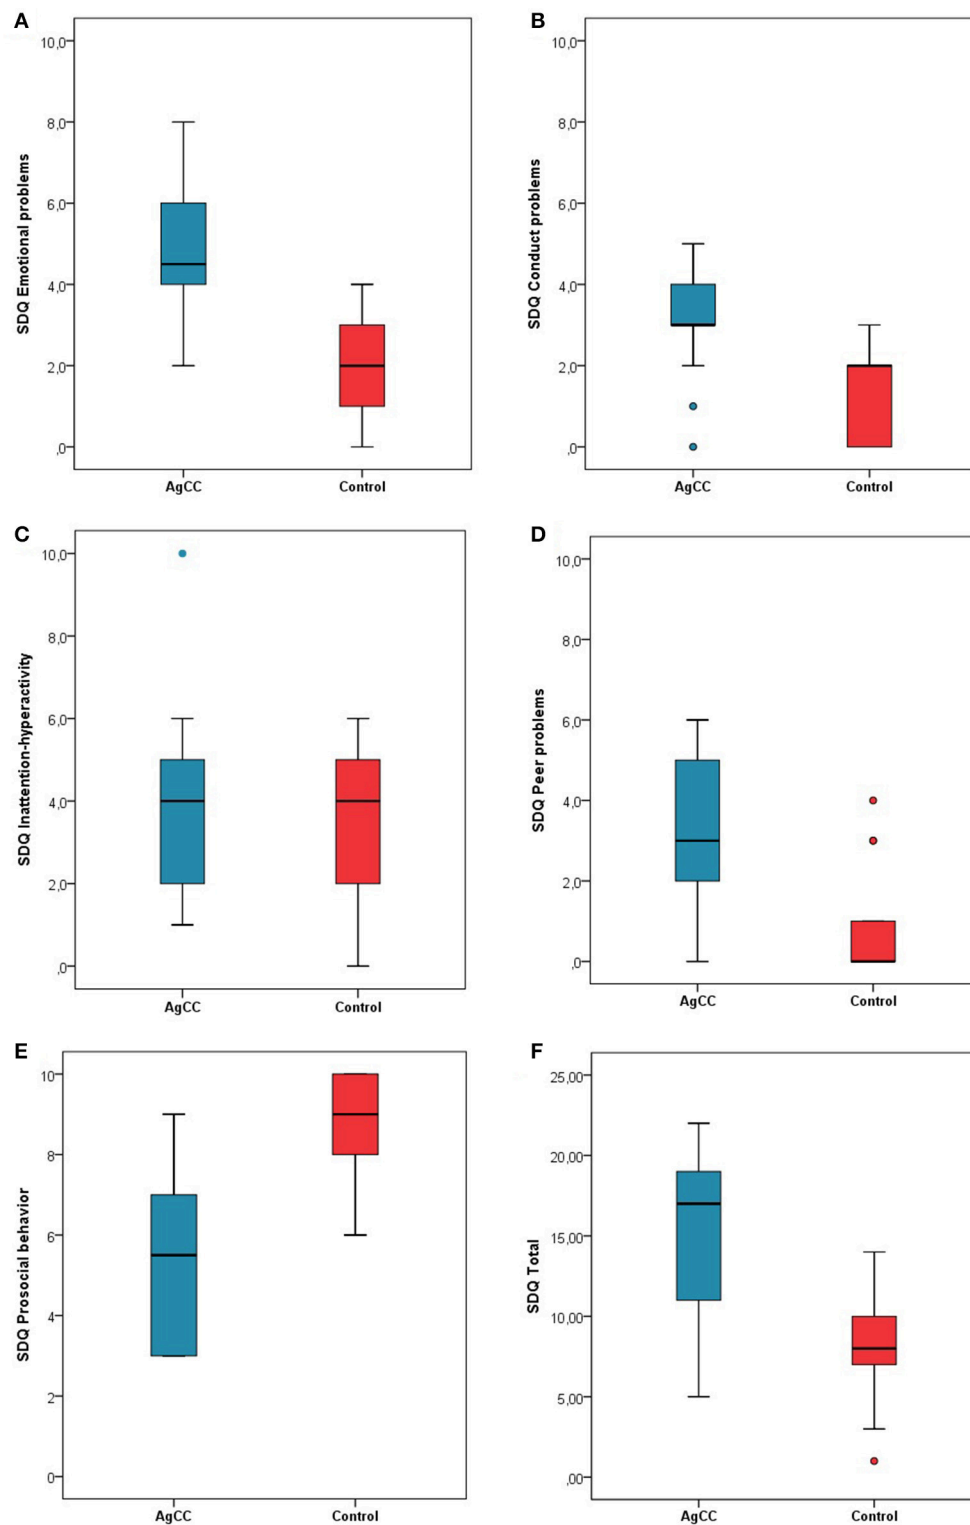 A
SDQ Emotional problems
10,0
8,0
6,0
4,0
2,0
,0
AgCC Control
B
SDQ Conduct problems
10,0
8,0
6,0
4,0
2,0
,0
AgCC Control
C
SDQ Inattention-hyperactivity
10,0
8,0
6,0
4,0
2,0
,0
AgCC Control
D
SDQ Peer problems
10,0
8,0
6,0
4,0
2,0
,0
AgCC Control
E
SDQ Prosocial behavior
10
8
6
4
2
0
AgCC Control
F
SDQ Total
25,00
20,00
15,00
10,00
5,00
,00
AgCC Control